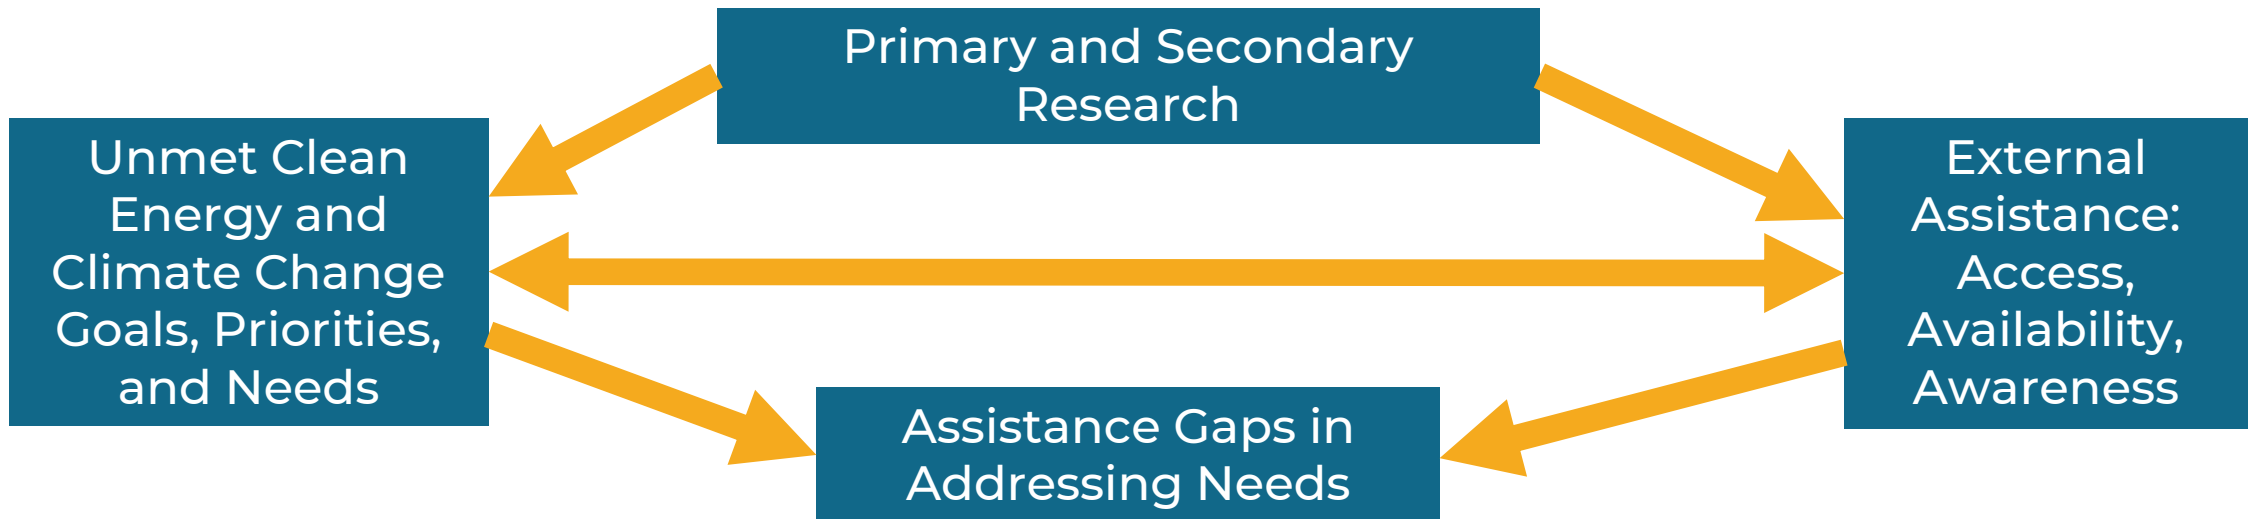 Primary and Secondary
Research
Unmet Clean
Energy and
Climate Change
Goals, Priorities,
and Needs
External
Assistance:
Access,
Availability,
Awareness
Assistance Gaps in
Addressing Needs